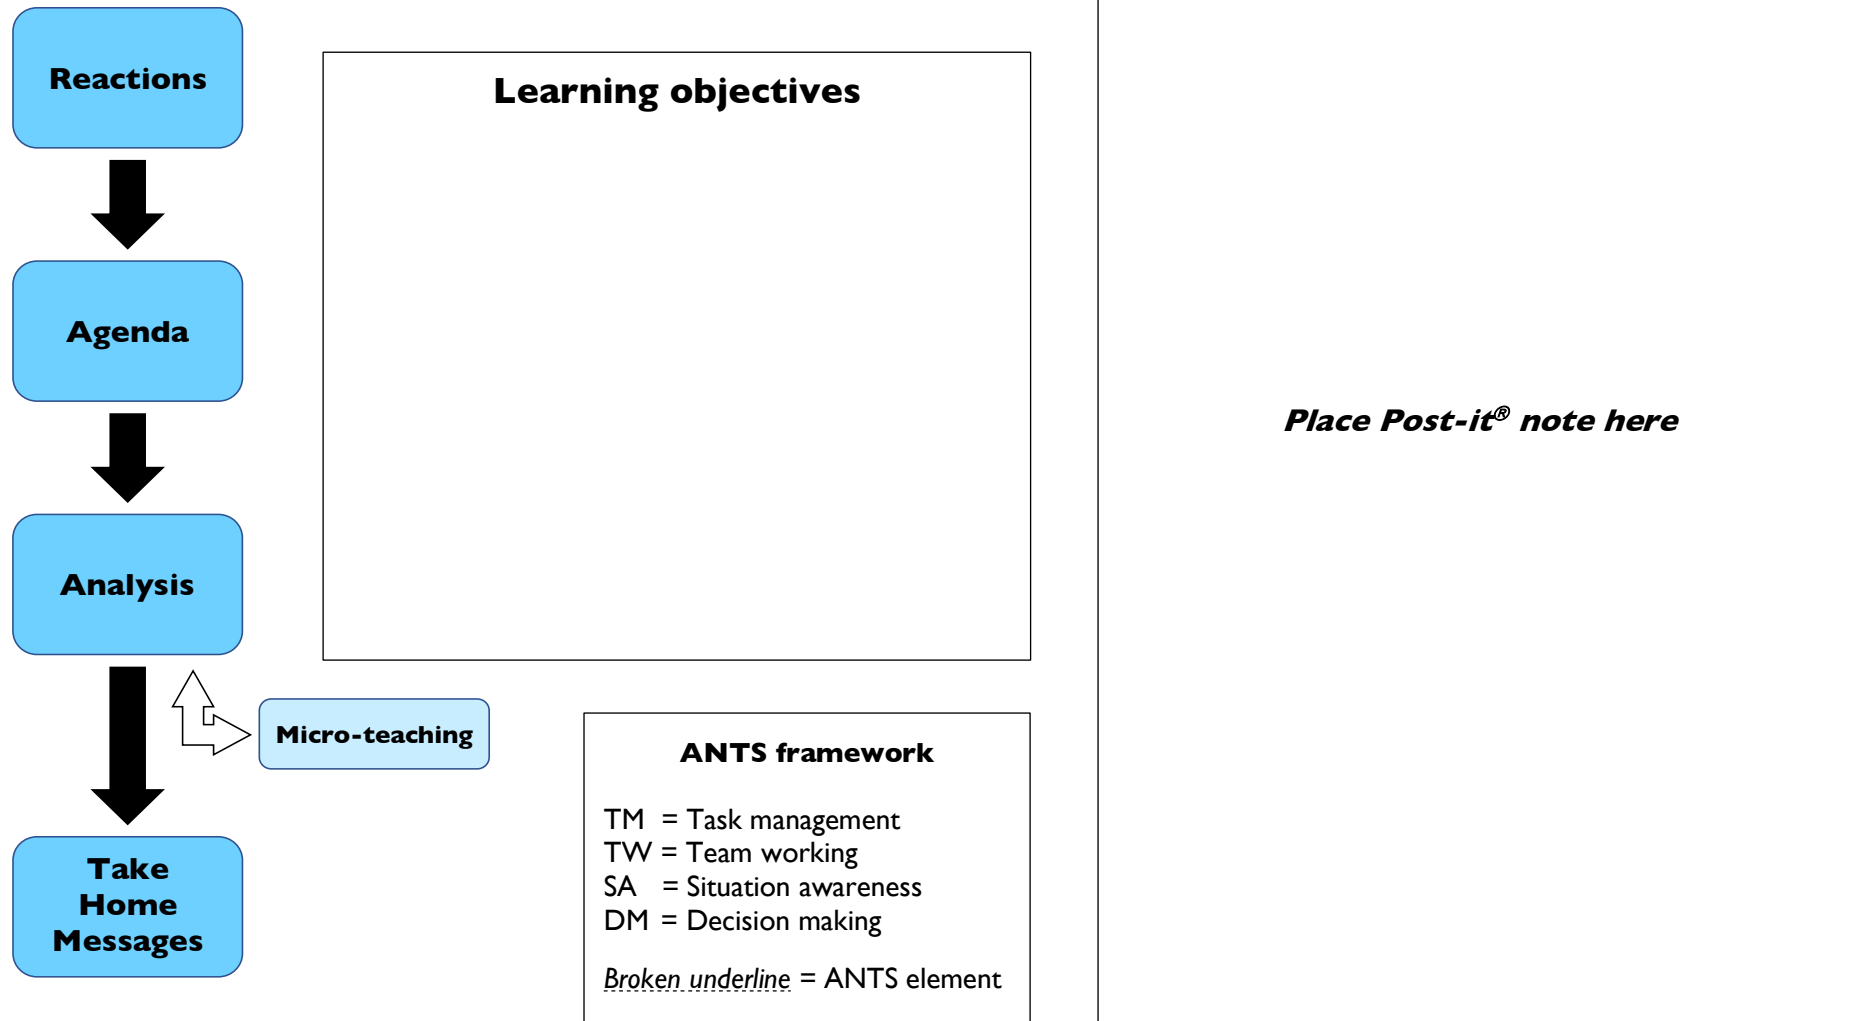 Reactions
Agenda
Analysis
Micro-teaching
Take
Home
Messages
Learning objectives
ANTS framework
TM = Task management
TW = Team working
SA = Situation awareness
DM = Decision making
Broken underline = ANTS element
Place Post-it® note here